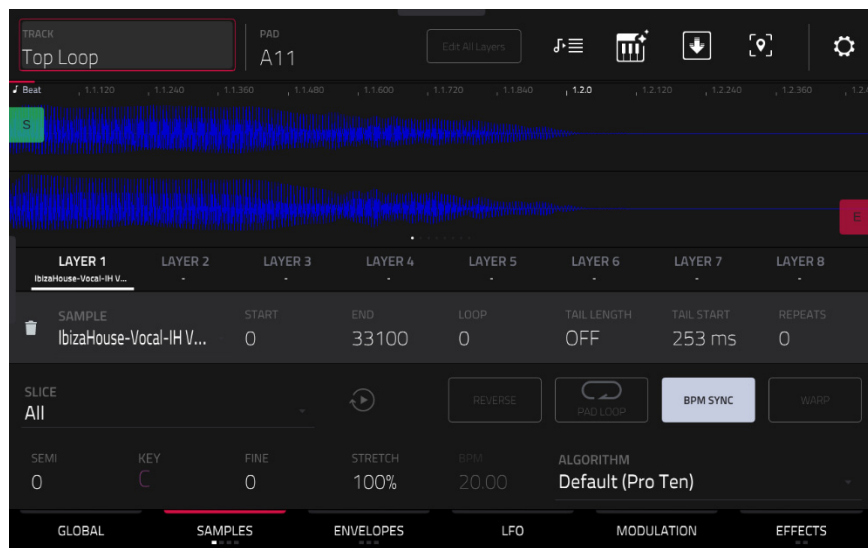 TRACK
Top Loop
PAD
A11
Edit All Layers
Beat 1.1.120 1.1.240 1.1.360 1.1.480 1.1.600 1.1.720 1.1.840 1.2.0 1.2.120 1.2.240 1.2.360
S
E
LAYER 1 LAYER 2 LAYER 3 LAYER 4 LAYER 5 LAYER 6 LAYER 7 LAYER 8
IbizaHouse-Vocal-IH V... - - - - - - -
SAMPLE START END LOOP TAIL LENGTH TAIL START REPEATS
IbizaHouse-Vocal-IH V... 0 33100 0 OFF 253 ms 0
SLICE
All
REVERSE
PAD LOOP
BPM SYNC
WARP
SEMI KEY FINE STRETCH BPM ALGORITHM
0 C 0 100% 20.00 Default (Pro Ten)
GLOBAL SAMPLES ENVELOPES LFO MODULATION EFFECTS